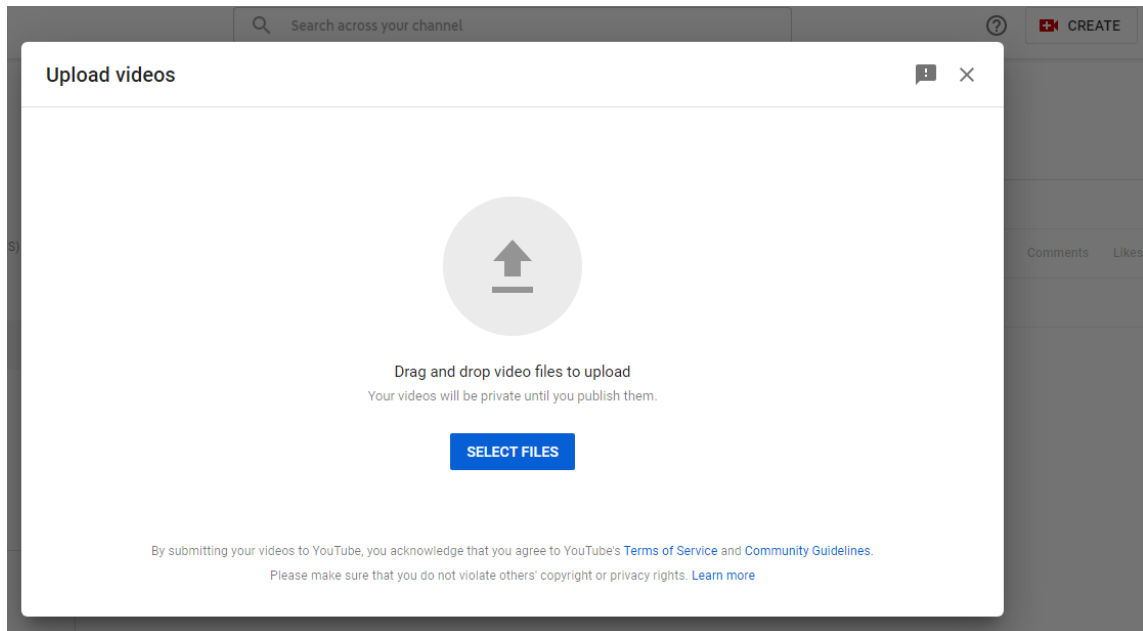 Search across your channel
CREATE
Upload videos
S)
Comments Likes
Drag and drop video files to upload
Your videos will be private until you publish them.
SELECT FILES
By submitting your videos to YouTube, you acknowledge that you agree to YouTube's Terms of Service and Community Guidelines.
Please make sure that you do not violate others' copyright or privacy rights. Learn more